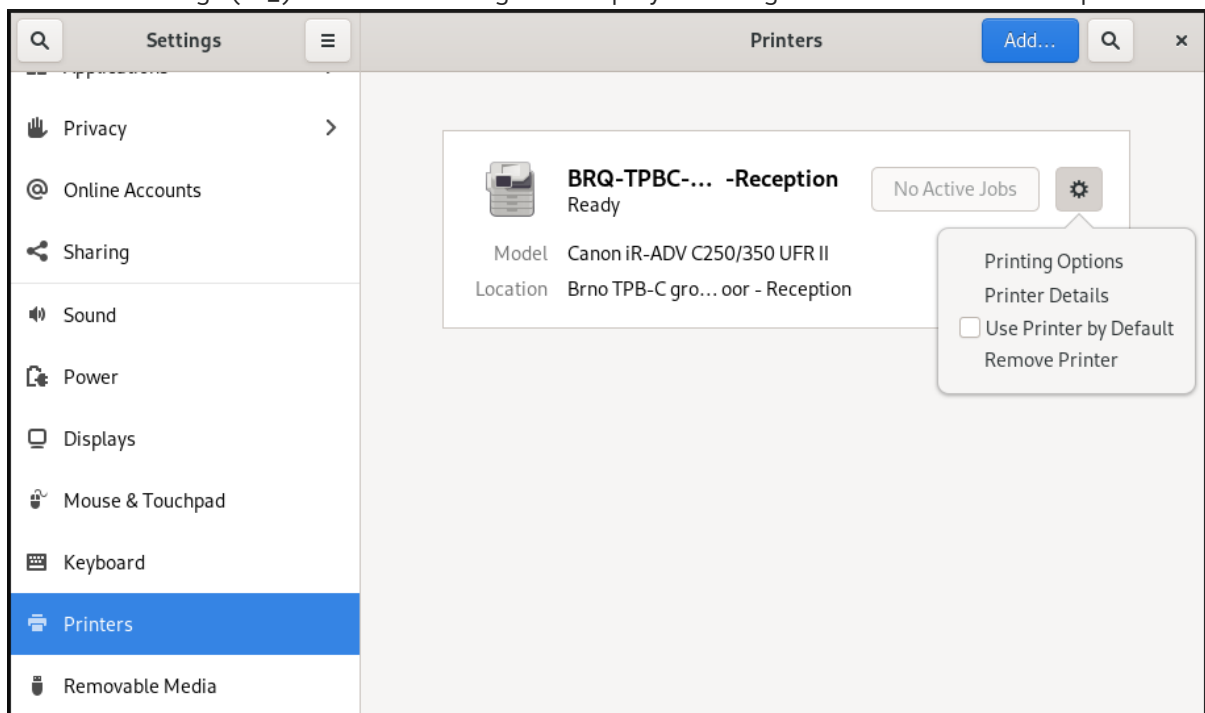 Settings
Printers
Add...
Applications
Privacy
Online Accounts
Sharing
Sound
Power
Displays
Mouse & Touchpad
Keyboard
Printers
Removable Media
BRQ-TPBC-... -Reception
Ready
No Active Jobs
Model Canon iR-ADV C250/350 UFR II
Location Brno TPB-C gro... oor - Reception
Printing Options
Printer Details
Use Printer by Default
Remove Printer